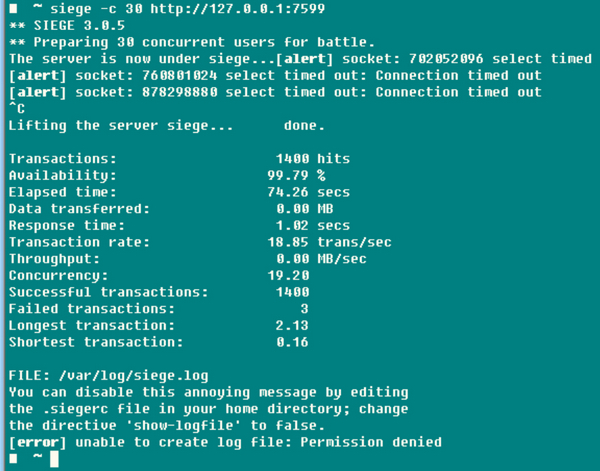 ~ siege -c 30 http://127.0.0.1:7599
** SIEGE 3.0.5
** Preparing 30 concurrent users for battle.
The server is now under siege...[alert] socket: 702052096 select timed
[alert] socket: 760801024 select timed out: Connection timed out
[alert] socket: 878298880 select timed out: Connection timed out
^C
Lifting the server siege...      done.
Transactions: 1400 hits
Availability: 99.79 %
Elapsed time: 74.26 secs
Data transferred: 0.00 MB
Response time: 1.02 secs
Transaction rate: 18.85 trans/sec
Throughput: 0.00 MB/sec
Concurrency: 19.20
Successful transactions: 1400
Failed transactions: 3
Longest transaction: 2.13
Shortest transaction: 0.16
FILE: /var/log/siege.log
You can disable this annoying message by editing
the .siegerc file in your home directory; change
the directive 'show-logfile' to false.
[error] unable to create log file: Permission denied
~